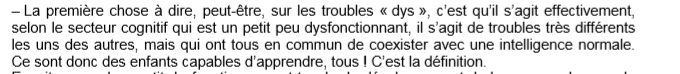 – La première chose à dire, peut-être, sur les troubles « dys », c’est qu’il s’agit effectivement,
selon le secteur cognitif qui est un petit peu dysfonctionnant, il s’agit de troubles très différents
les uns des autres, mais qui ont tous en commun de coexister avec une intelligence normale.
Ce sont donc des enfants capables d’apprendre, tous ! C’est la définition.